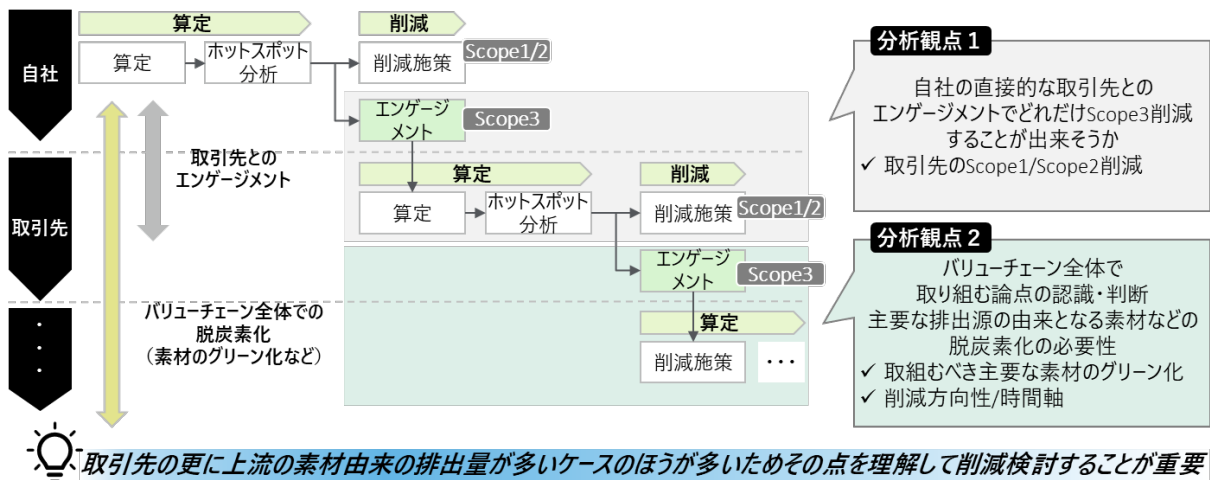 自社
算定
削減
算定
ホットスポット
分析
削減施策
Scope1/2
エンゲージ
メント
Scope3
取引先との
エンゲージメント
取引先
算定
削減
算定
ホットスポット
分析
削減施策
Scope1/2
エンゲージ
メント
Scope3
バリューチェーン全体での
脱炭素化
(素材のグリーン化など)
・
・
・
算定
削減施策
・・・
分析観点1
自社の直接的な取引先との
エンゲージメントでどれだけScope3削減
することが出来そうか
✓ 取引先のScope1/Scope2削減
分析観点2
バリューチェーン全体で
取り組む論点の認識・判断
主要な排出源の由来となる素材などの
脱炭素化の必要性
✓ 取組むべき主要な素材のグリーン化
✓ 削減方向性/時間軸
取引先の更に上流の素材由来の排出量が多いケースのほうが多いためその点を理解して削減検討することが重要